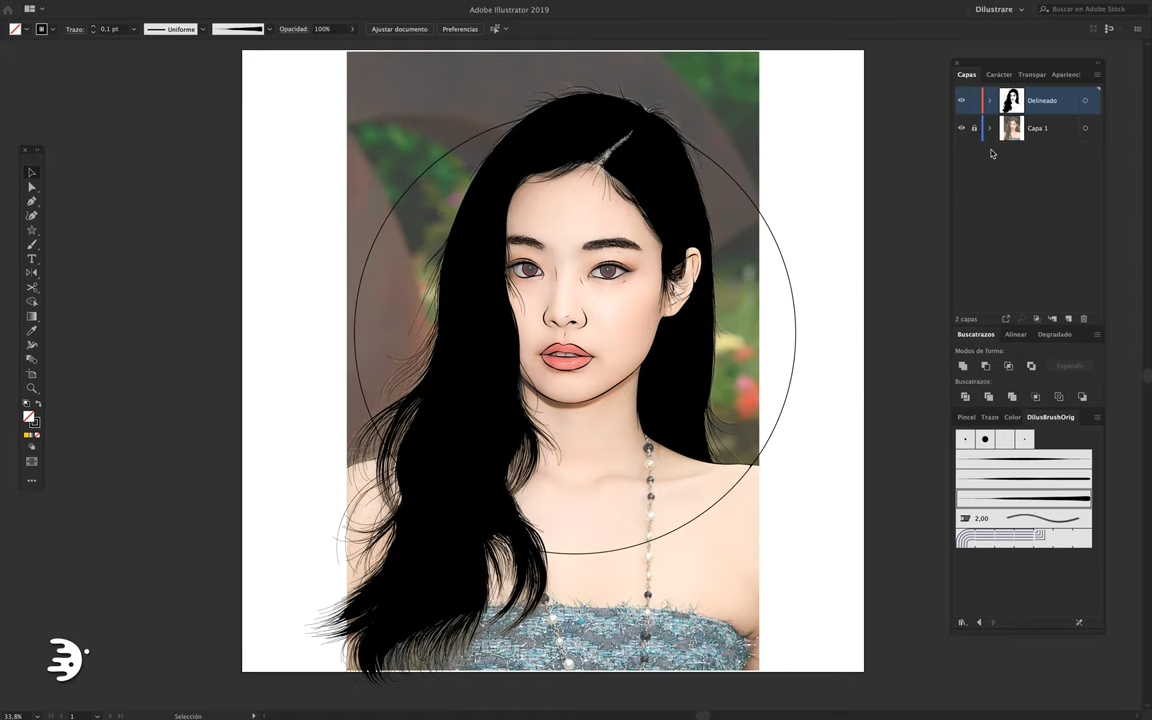 Adobe Illustrator 2019
Dilustrare
Buscar en Adobe Stock
Trazo:
0,1 pt
Uniforme
Opacidad:
100%
Ajustar documento
Preferencias
Capas
Carácter
Transpar
Aparienci
Delineado
Capa 1
2 capas
Buscatrazos
Alinear
Degradado
Modos de forma:
Expandir
Buscatrazos:
Pincel
Trazo
Color
DilusBrushOrig
2,00
33,8%
1
Selección